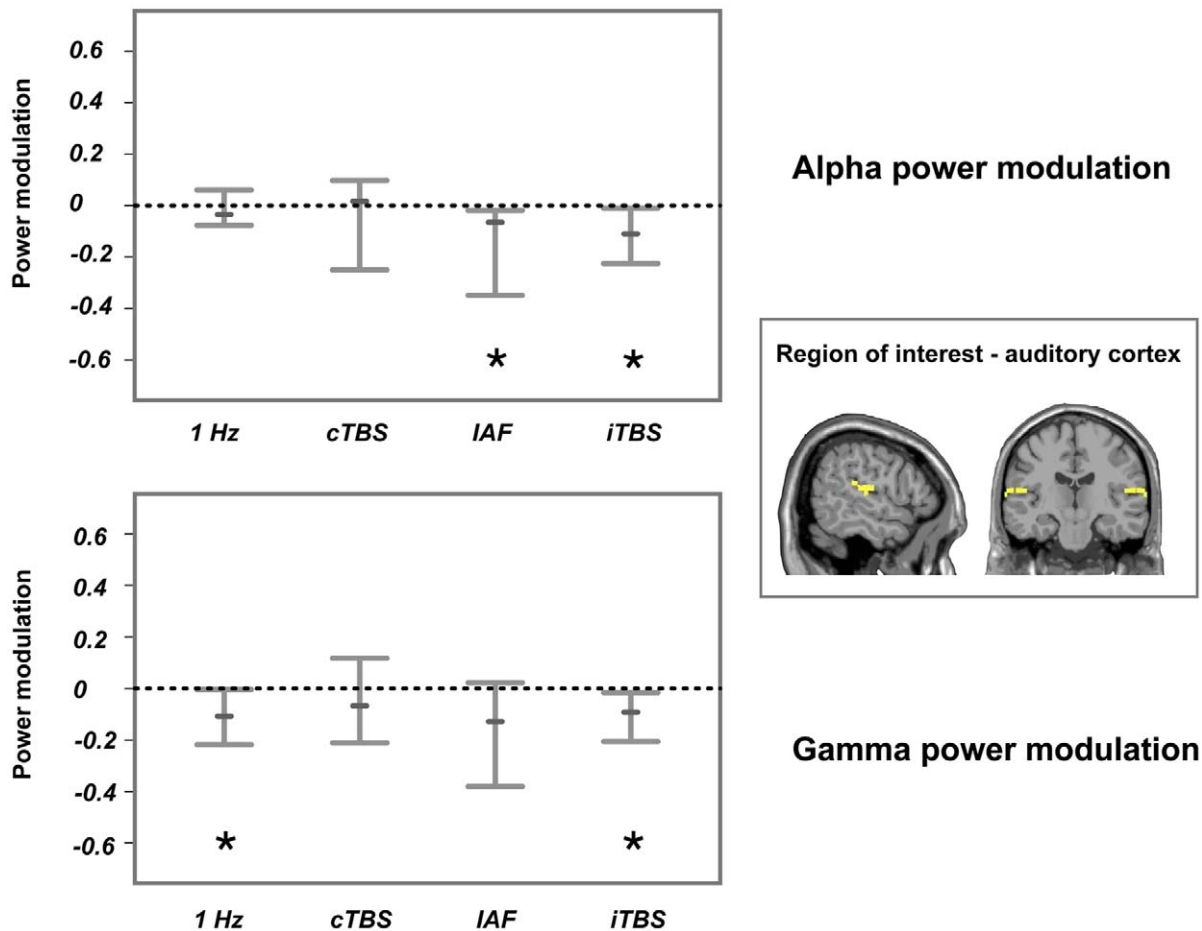 Power modulation
0.6
0.4
0.2
0
-0.2
-0.4
-0.6
* *
1 Hz cTBS IAF iTBS
Alpha power modulation
Region of interest - auditory cortex
Power modulation
0.6
0.4
0.2
0
-0.2
-0.4
-0.6
* *
1 Hz cTBS IAF iTBS
Gamma power modulation